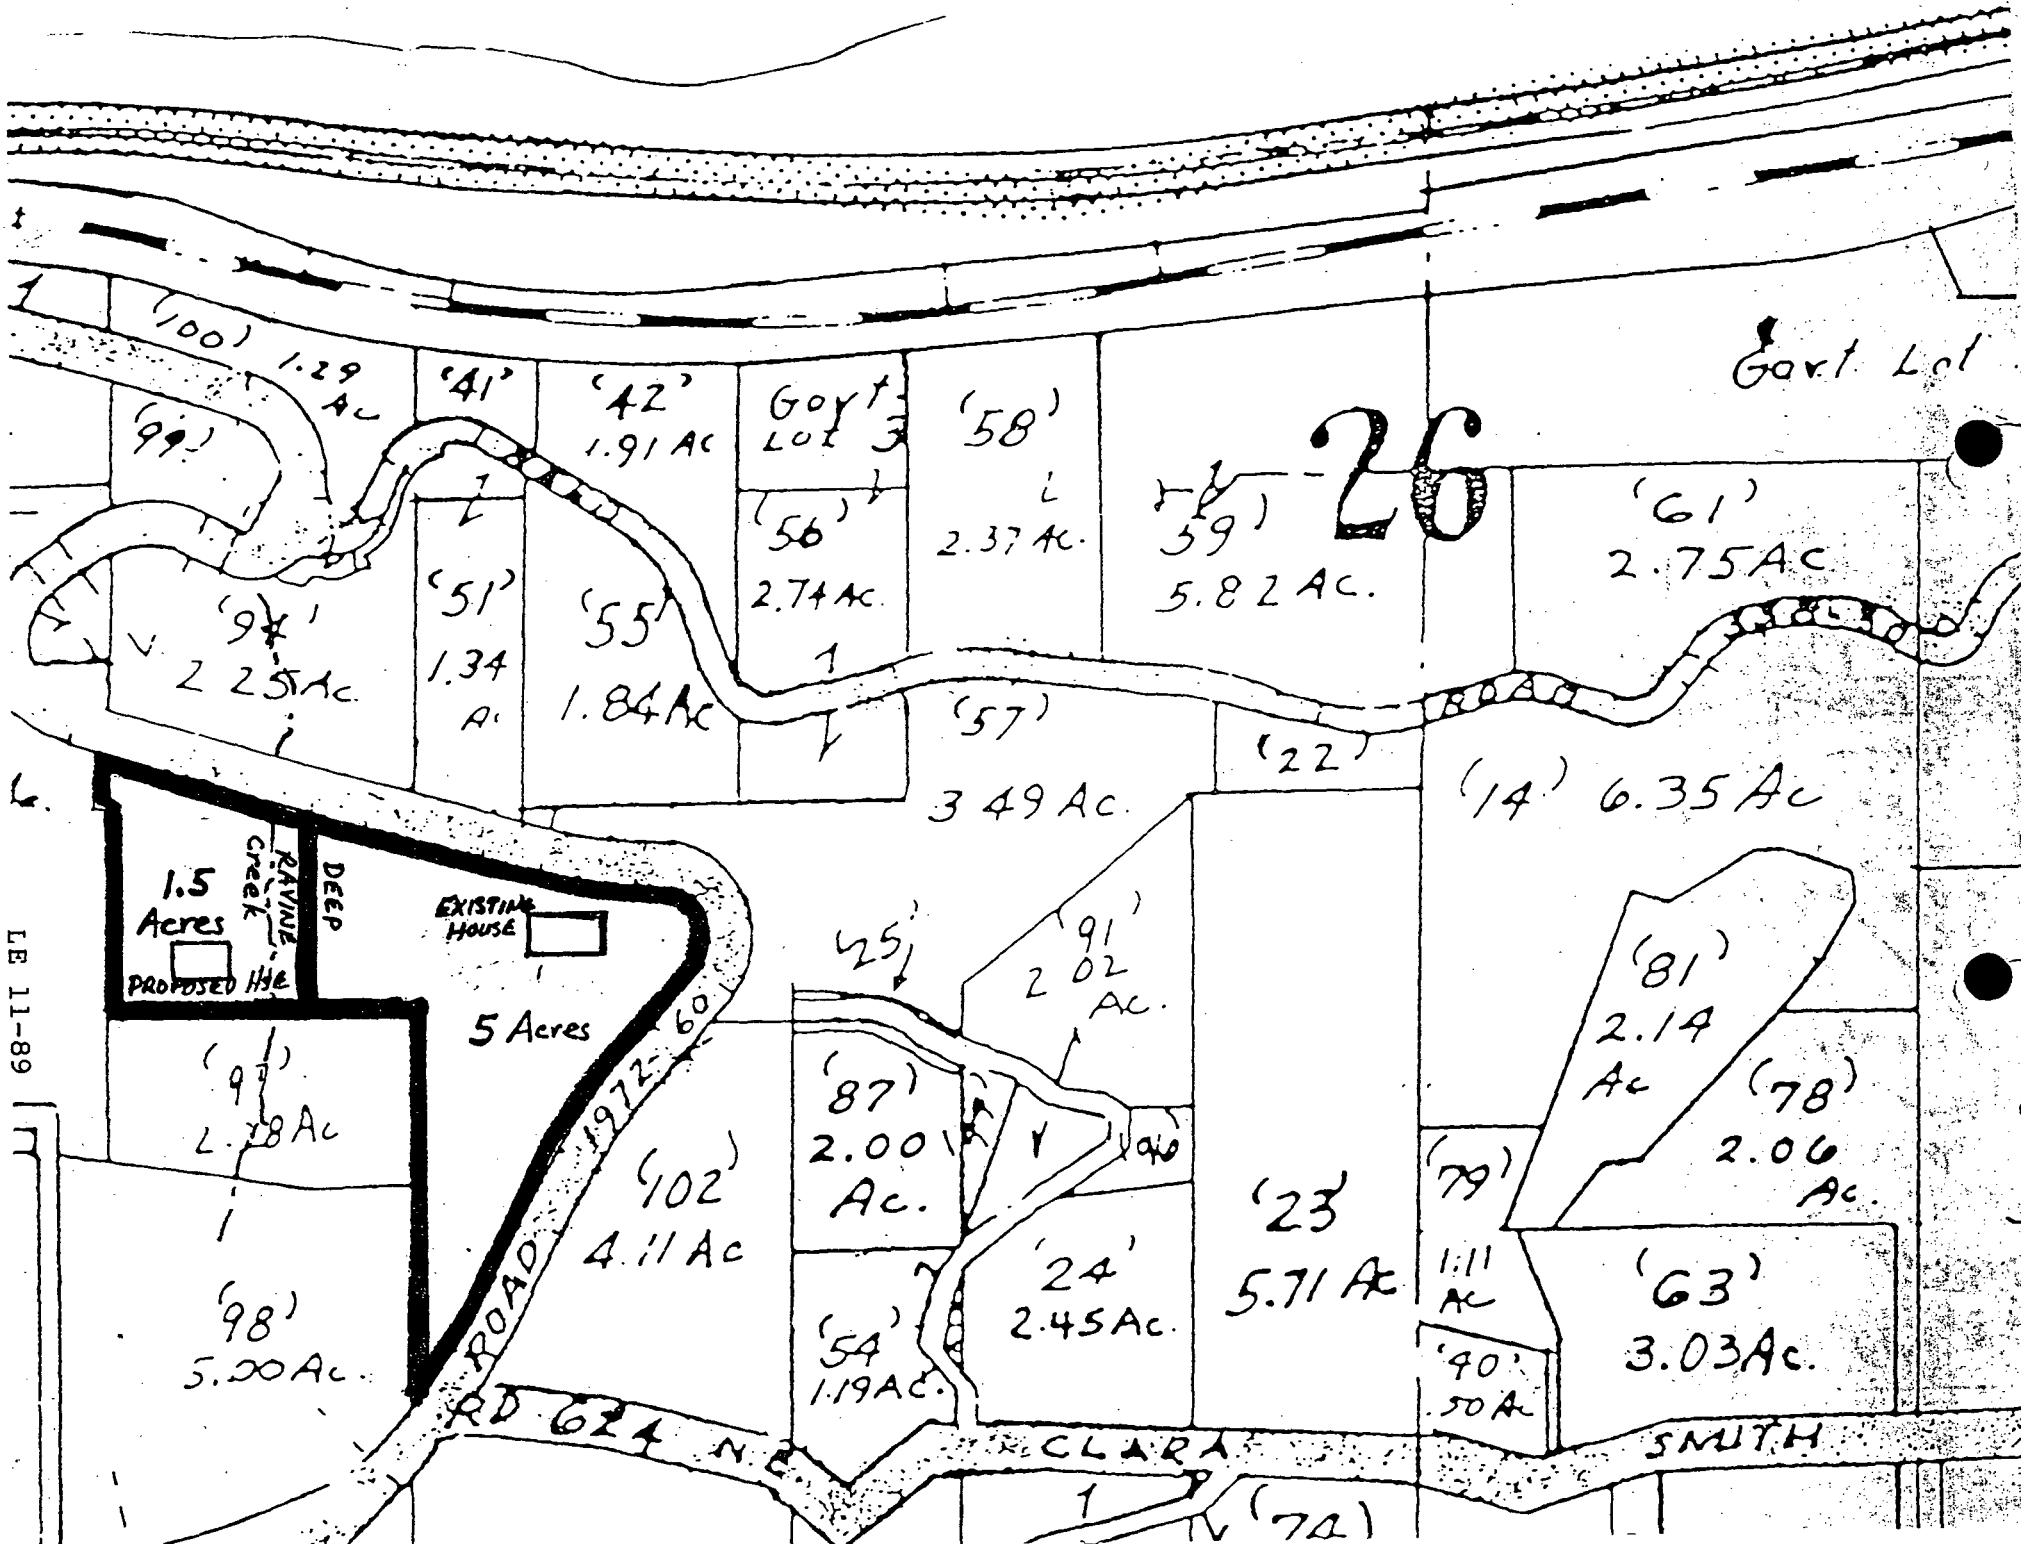 (100)
1.29
Ac
(99)
'41'
'42'
1.91 Ac
Govt
Lot 3
(58)
2.37 Ac.
26
Govt Lot
(56)
2.74 Ac.
59)
5.82 Ac.
(61)
2.75 Ac
2 25 Ac.
'51'
1.34
Ac
'55'
1.84 Ac
ROAD
(57)
3 49 Ac.
(22)
ROAD
(14) 6.35 Ac
6.
1.5
Acres
Creek
RAVINE
DEEP
PROPOSED Hse
EXISTING
HOUSE
5 Acres
LE 11-89
'25'
(91)
2 02
Ac.
(81)
2.14
Ac
(78)
2.06
Ac.
ROAD 1972-60
(87)
2.00
Ac.
96
(102)
4.11 Ac
'23'
5.71 Ac
(79)
1.11
AC
(98)
5.00 Ac.
(54)
1.19 AC.
'24'
2.45 Ac.
'40'
.50 Ac
(63)
3.03 Ac.
RD 624 NE
CLARA
SMITH
(74)